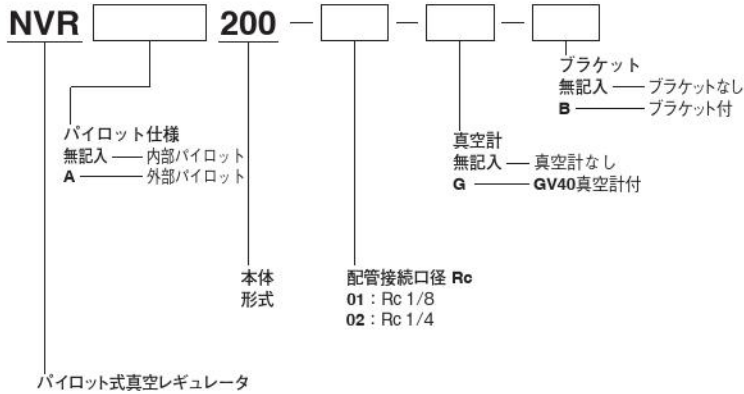 NVR 200 － － －
ブラケット
無記入 ブラケットなし
B ブラケット付
パイロット仕様
無記入 内部パイロット
A 外部パイロット
真空計
無記入 真空計なし
G GV40真空計付
本体
形式
配管接続口径 Rc
01：Rc 1/8
02：Rc 1/4
パイロット式真空レギュレータ